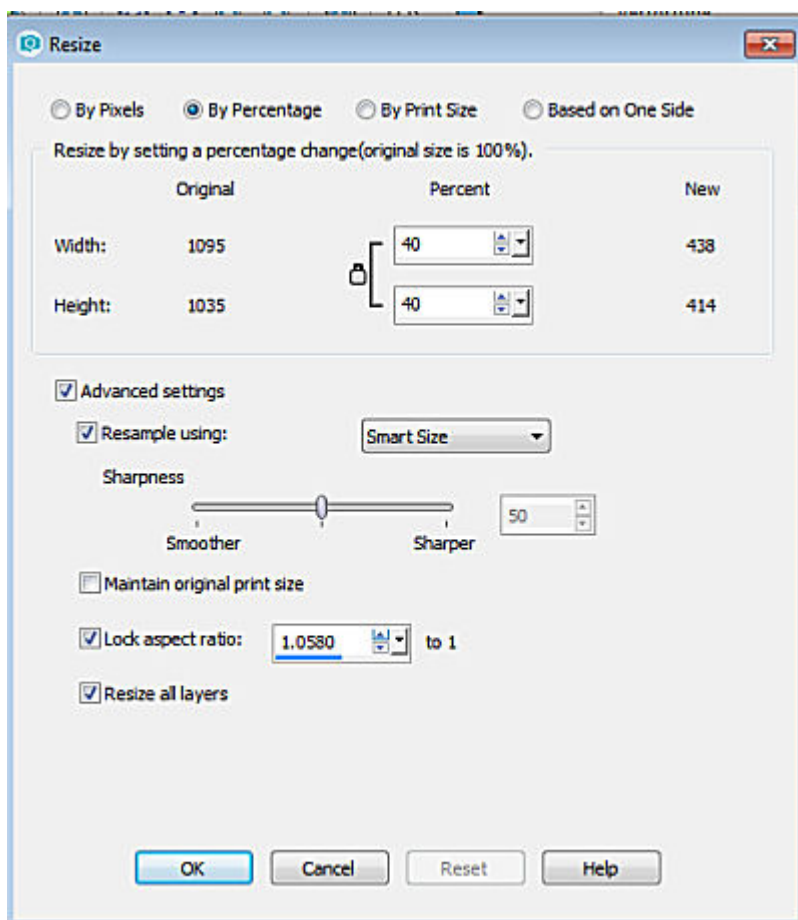 Resize
By Pixels By Percentage By Print Size Based on One Side
Resize by setting a percentage change(original size is 100%).
Original Percent New
Width: 1095 40 438
Height: 1035 40 414
Advanced settings
Resample using: Smart Size
Sharpness
50
Smoother Sharper
Maintain original print size
Lock aspect ratio: 1.0580 to 1
Resize all layers
OK Cancel Reset Help